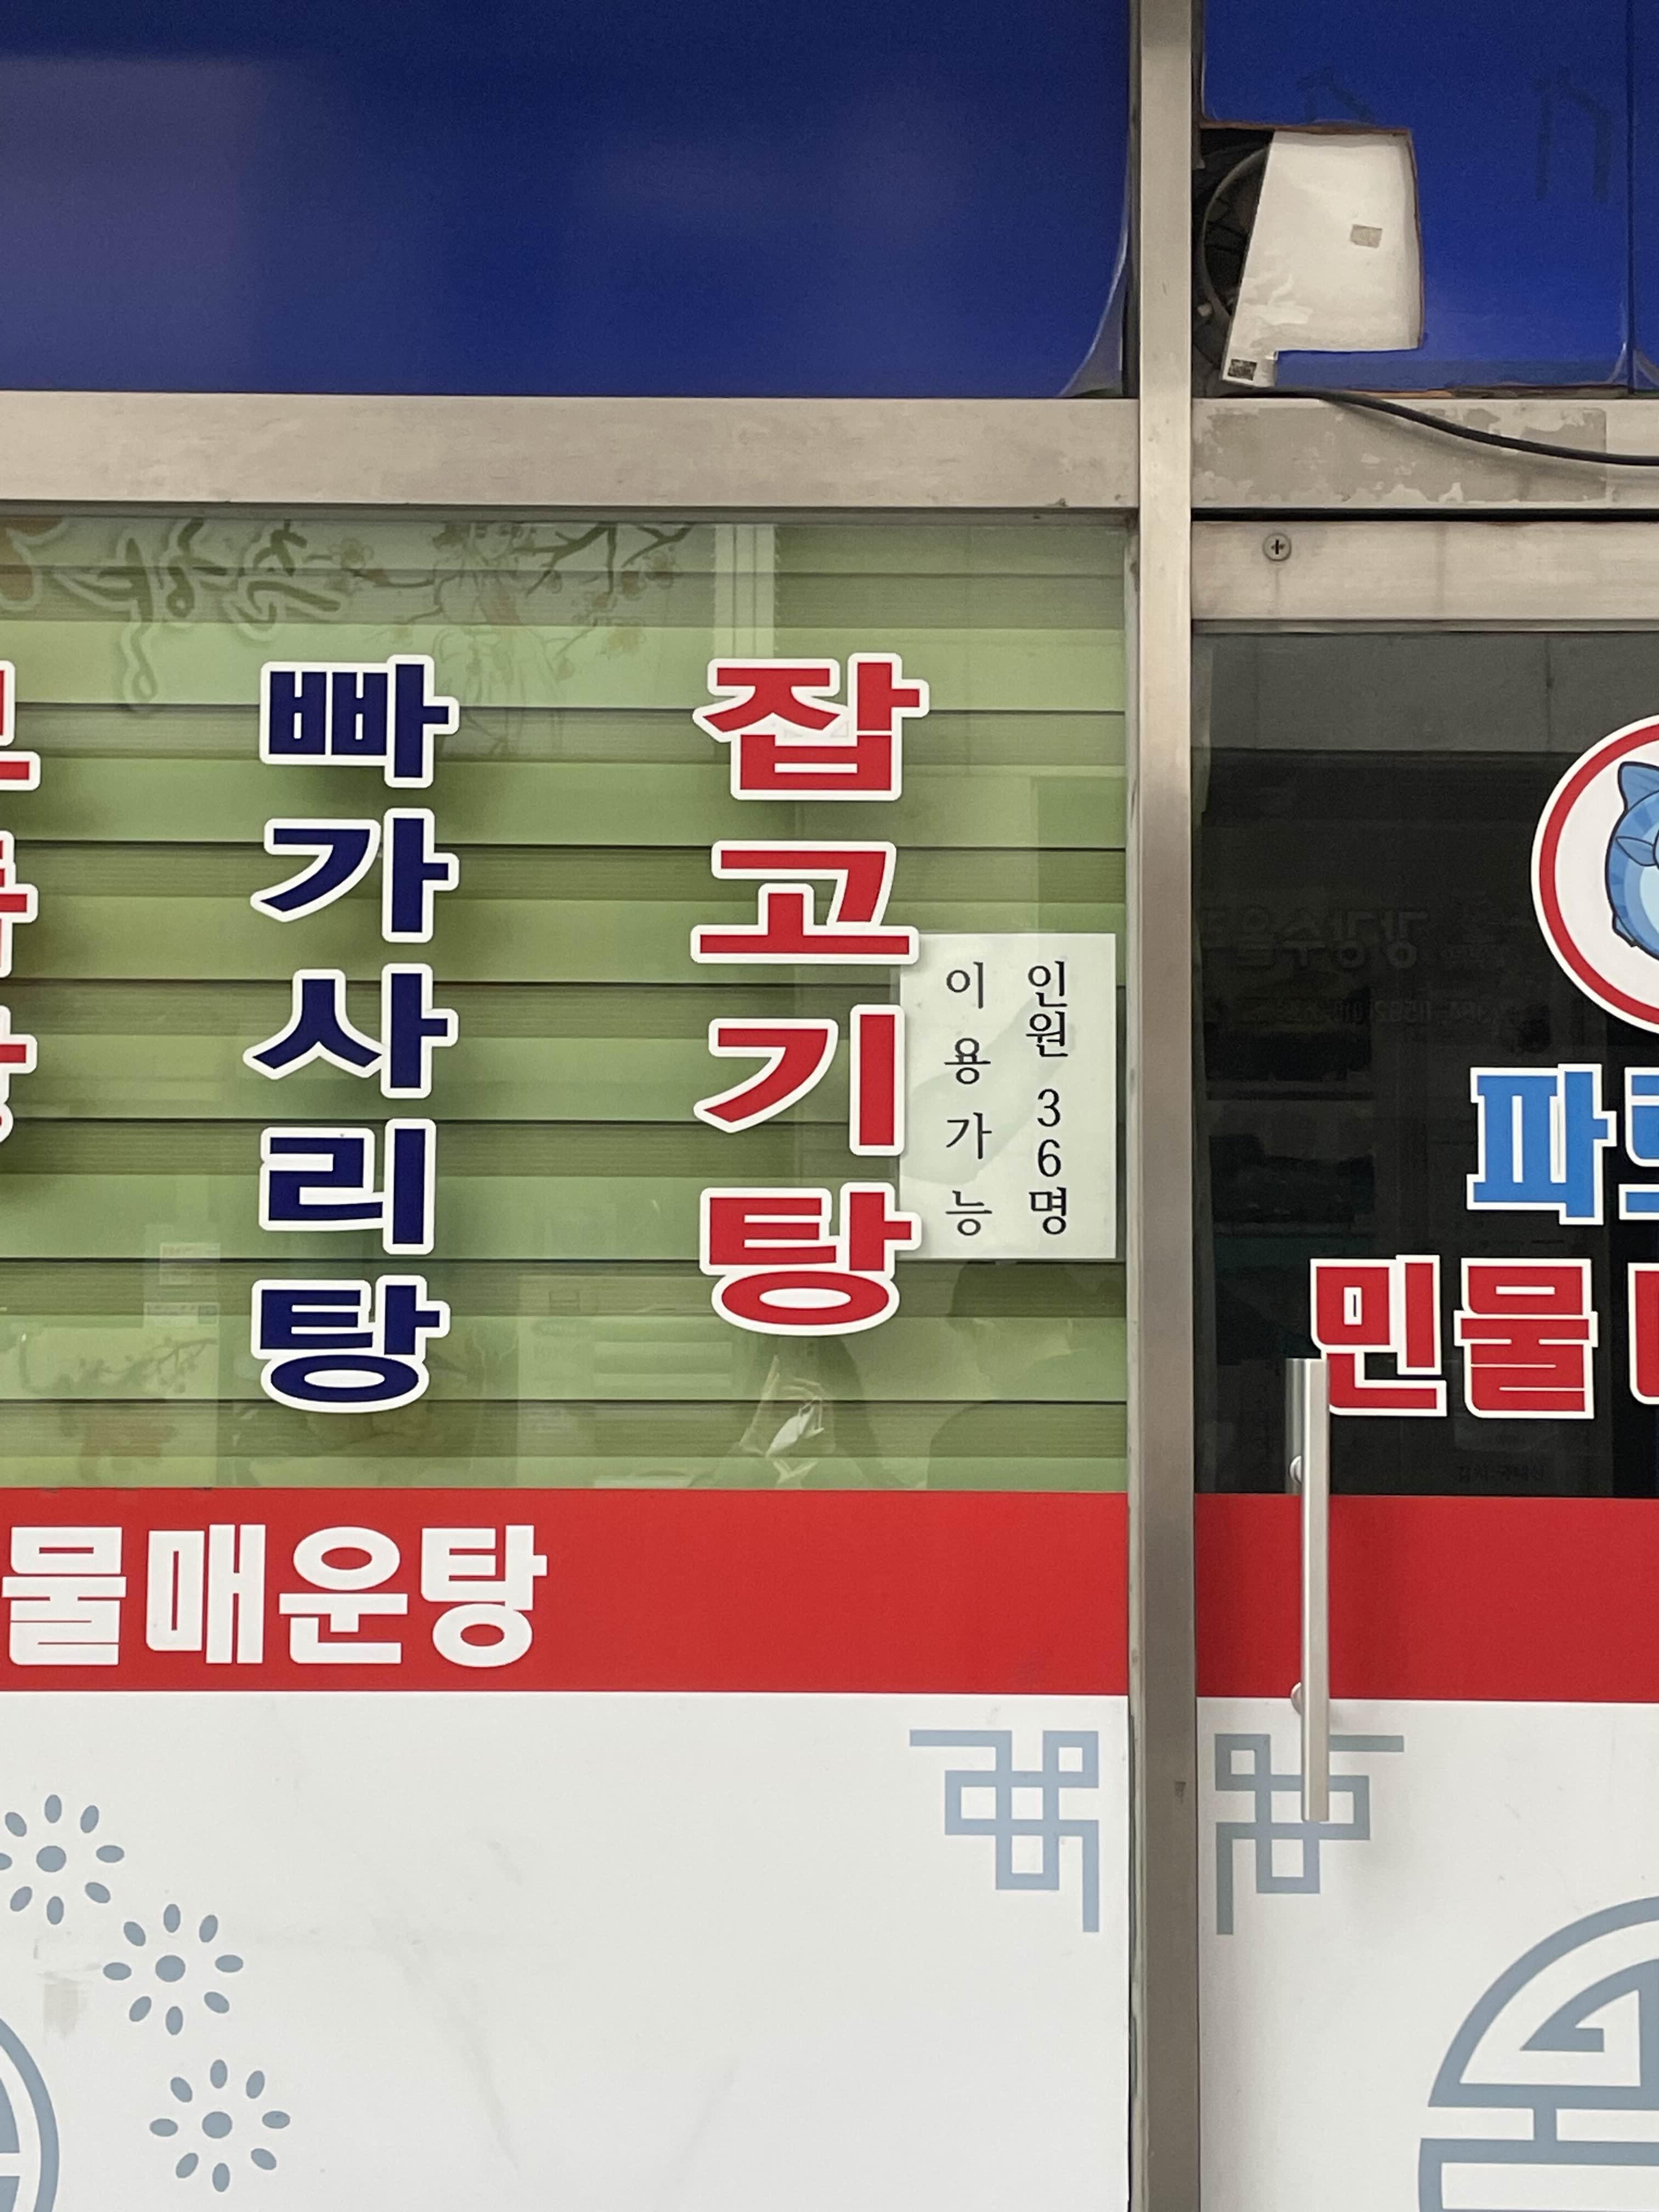 빠가사리탕
잡고기탕
인원 36명
이용가능
민물
물매운탕